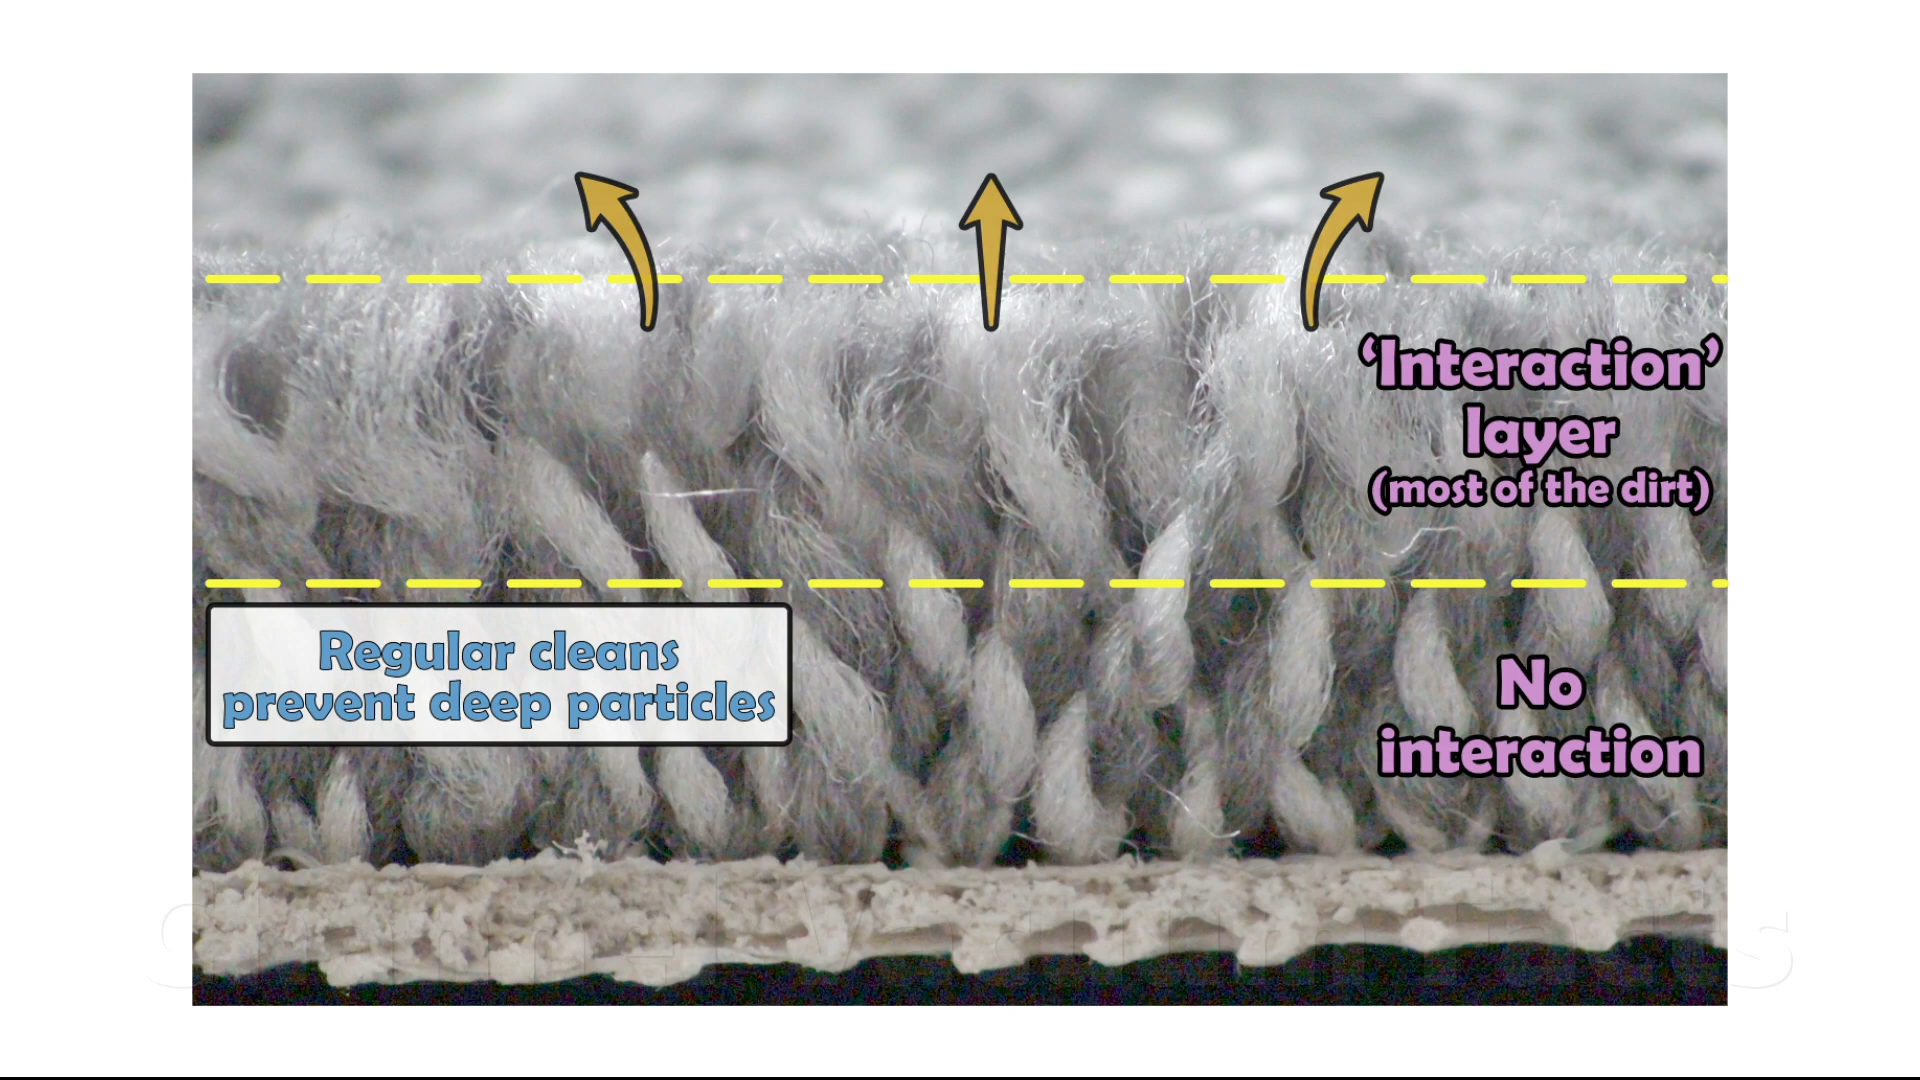 ‘Interaction’
layer
(most of the dirt)
Regular cleans
prevent deep particles
No
interaction